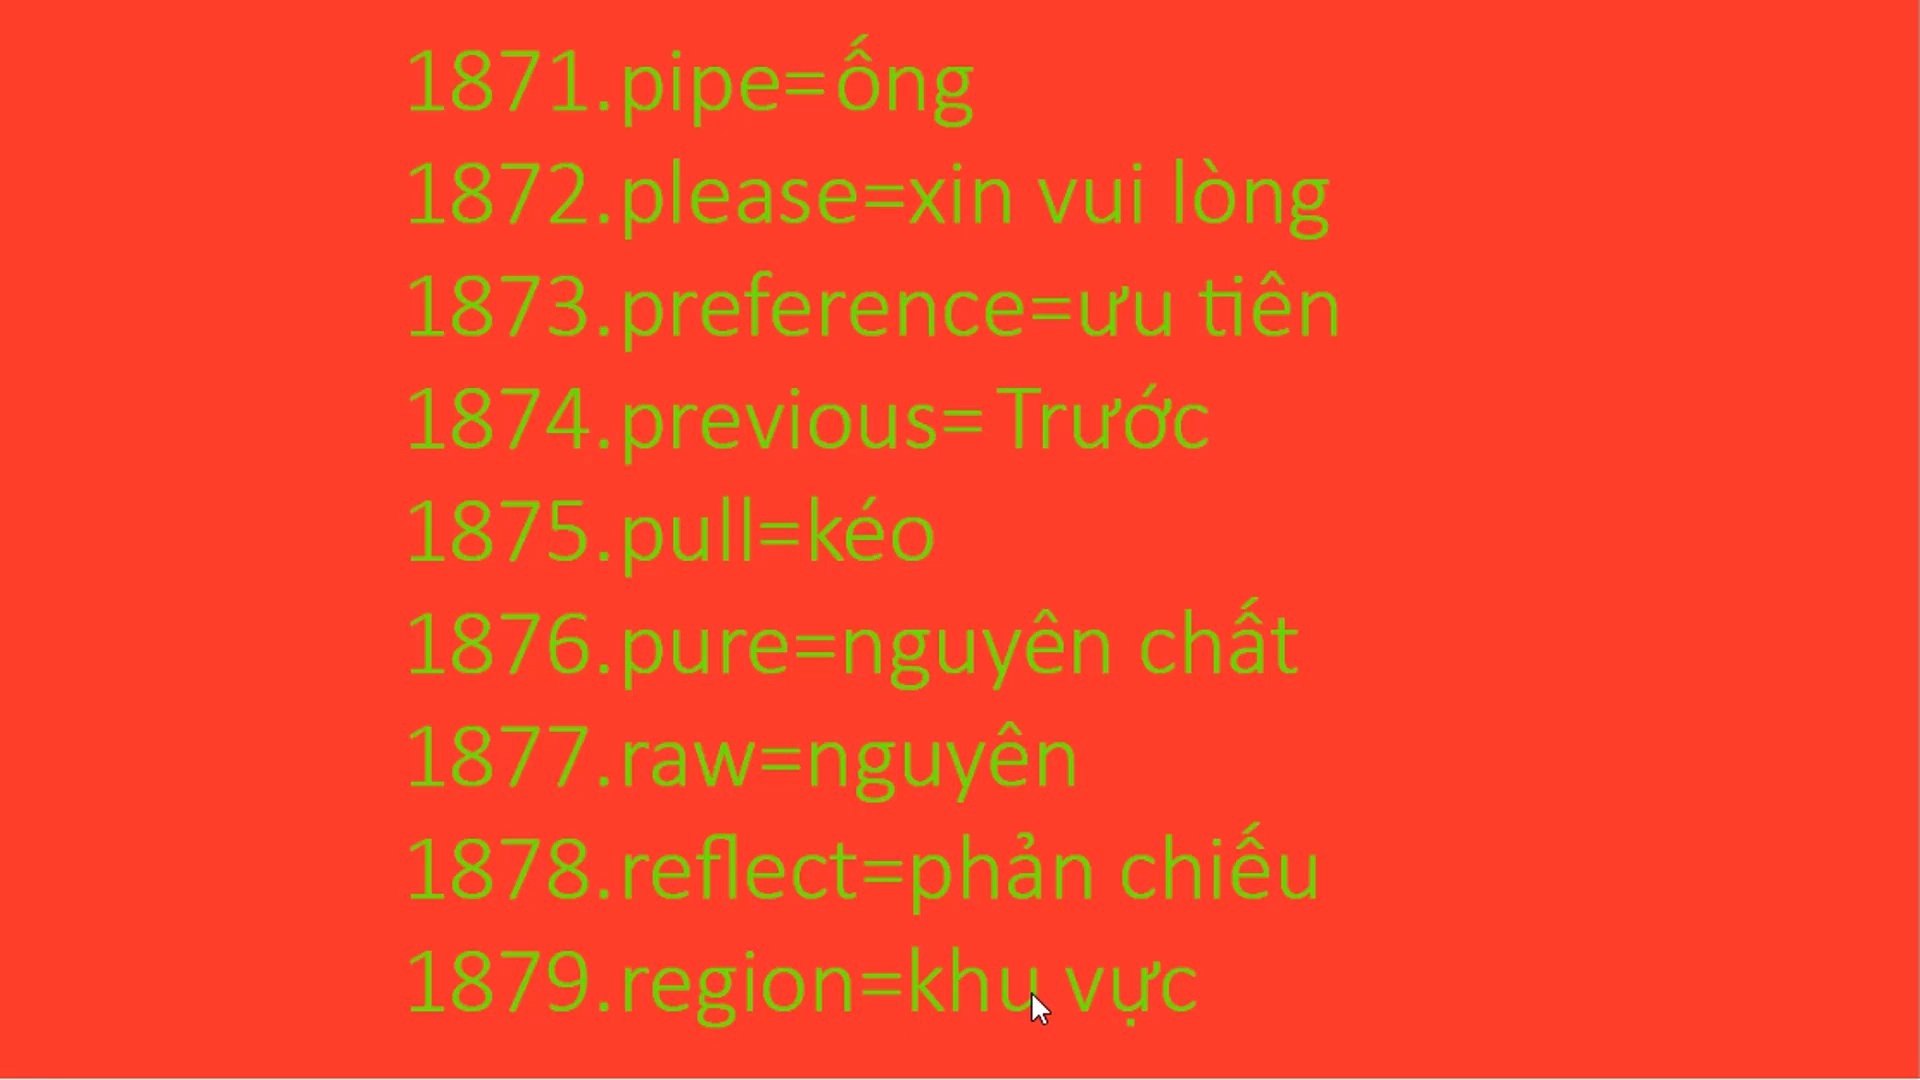 1871.pipe=ống
1872.please=xin vui lòng
1873.preference=ưu tiên
1874.previous=Trước
1875.pull=kéo
1876.pure=nguyên chất
1877.raw=nguyên
1878.reflect=phản chiếu
1879.region=khu vực